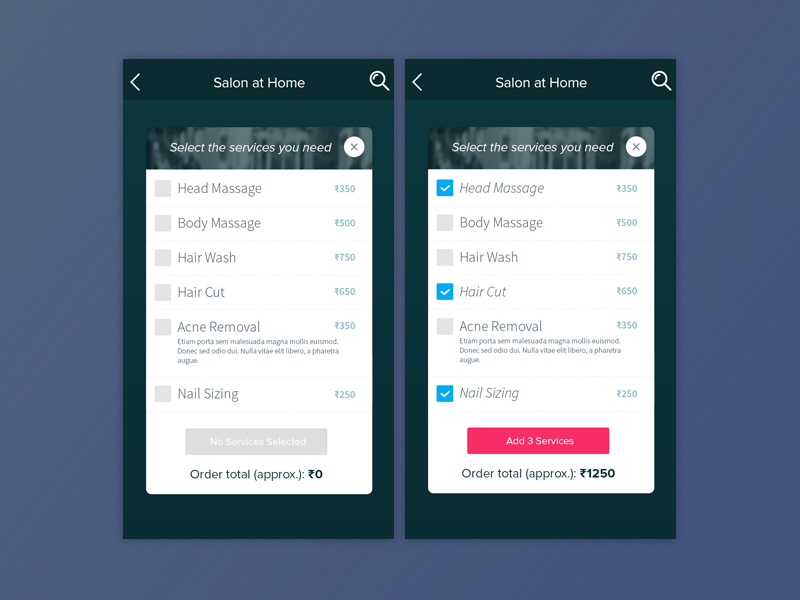 Salon at Home
Select the services you need
Head Massage ₹350
Body Massage ₹500
Hair Wash ₹750
Hair Cut ₹650
Acne Removal ₹350
Etiam porta sem malesuada magna mollis euismod.
Donec sed odio dui. Nulla vitae elit libero, a pharetra
augue.
Nail Sizing ₹250
No Services Selected
Order total (approx.): ₹0
Salon at Home
Select the services you need
Head Massage ₹350
Body Massage ₹500
Hair Wash ₹750
Hair Cut ₹650
Acne Removal ₹350
Etiam porta sem malesuada magna mollis euismod.
Donec sed odio dui. Nulla vitae elit libero, a pharetra
augue.
Nail Sizing ₹250
Add 3 Services
Order total (approx.): ₹1250